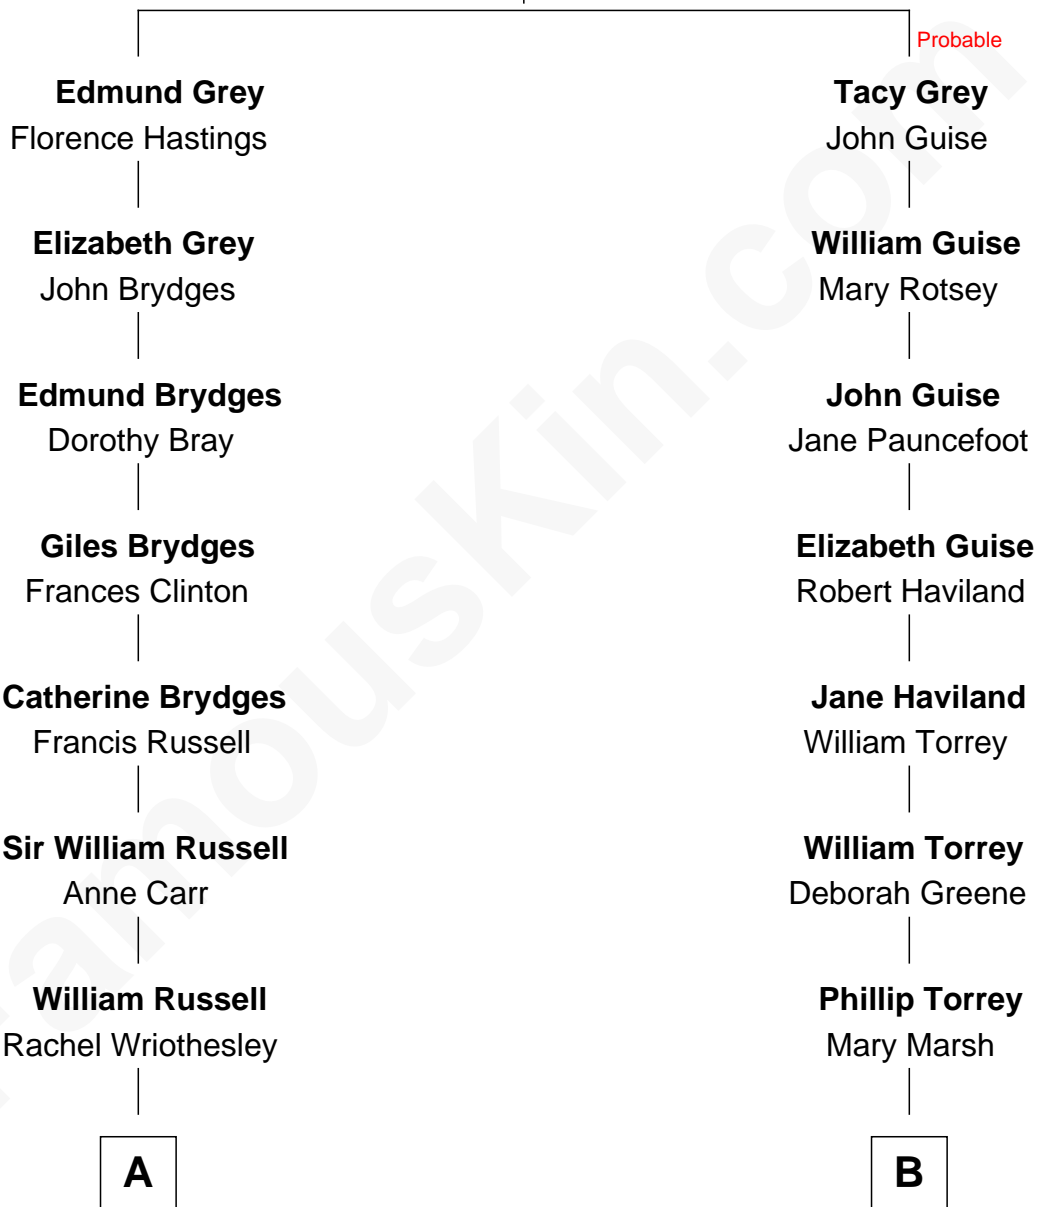 Probable
Edmund Grey
Florence Hastings
Tacy Grey
John Guise
Elizabeth Grey
John Brydges
William Guise
Mary Rotsey
Edmund Brydges
Dorothy Bray
John Guise
Jane Pauncefoot
Giles Brydges
Frances Clinton
Elizabeth Guise
Robert Haviland
Catherine Brydges
Francis Russell
Jane Haviland
William Torrey
Sir William Russell
Anne Carr
William Torrey
Deborah Greene
William Russell
Rachel Wriothesley
Phillip Torrey
Mary Marsh
A
B
FamousKin.com